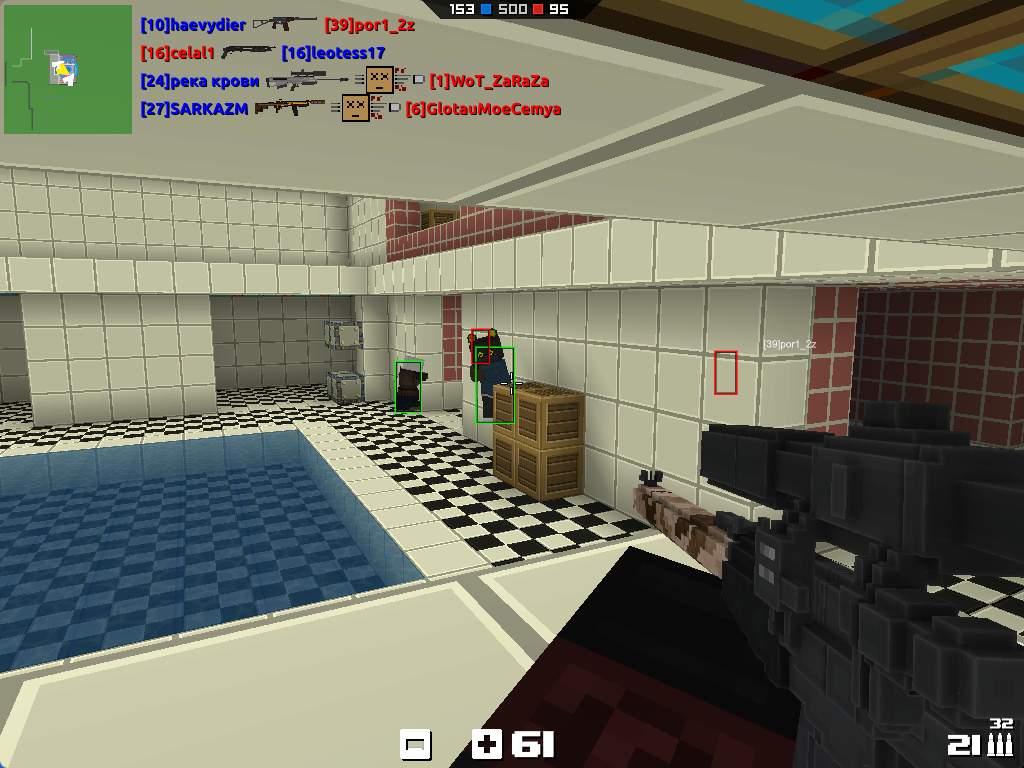 153 500 95
[10]haevydier [39]por1_2z
[16]celal1 [16]leotess17
[24]река крови [1]WoT_ZaRaZa
[27]SARKAZM [6]GlotauMoeCemya
[39]por1_2z
61
32
21